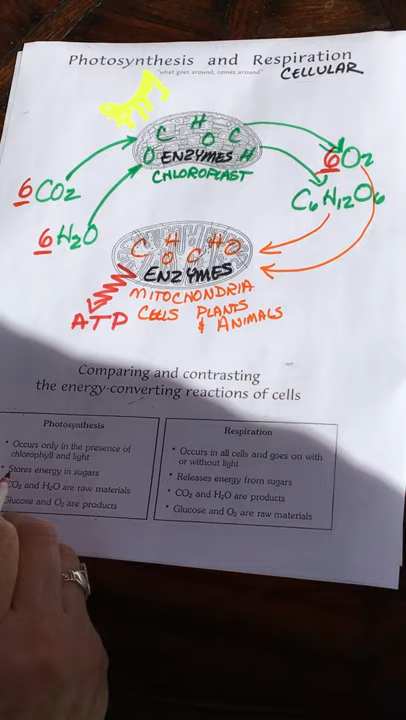 Photosynthesis and Respiration
"what goes around, comes around"
CELLULAR
C H O C
O ENZYMES H
CHLOROPLAST
6CO2
6H2O
6O2
C6H12O6
C H O C H O
ENZYMES
MITOCHONDRIA
CELLS PLANTS
& ANIMALS
ATP
Comparing and contrasting
the energy-converting reactions of cells
Photosynthesis
• Occurs only in the presence of
chlorophyll and light
• Stores energy in sugars
CO2 and H2O are raw materials
Glucose and O2 are products
Respiration
• Occurs in all cells and goes on with
or without light
• Releases energy from sugars
• CO2 and H2O are products
• Glucose and O2 are raw materials